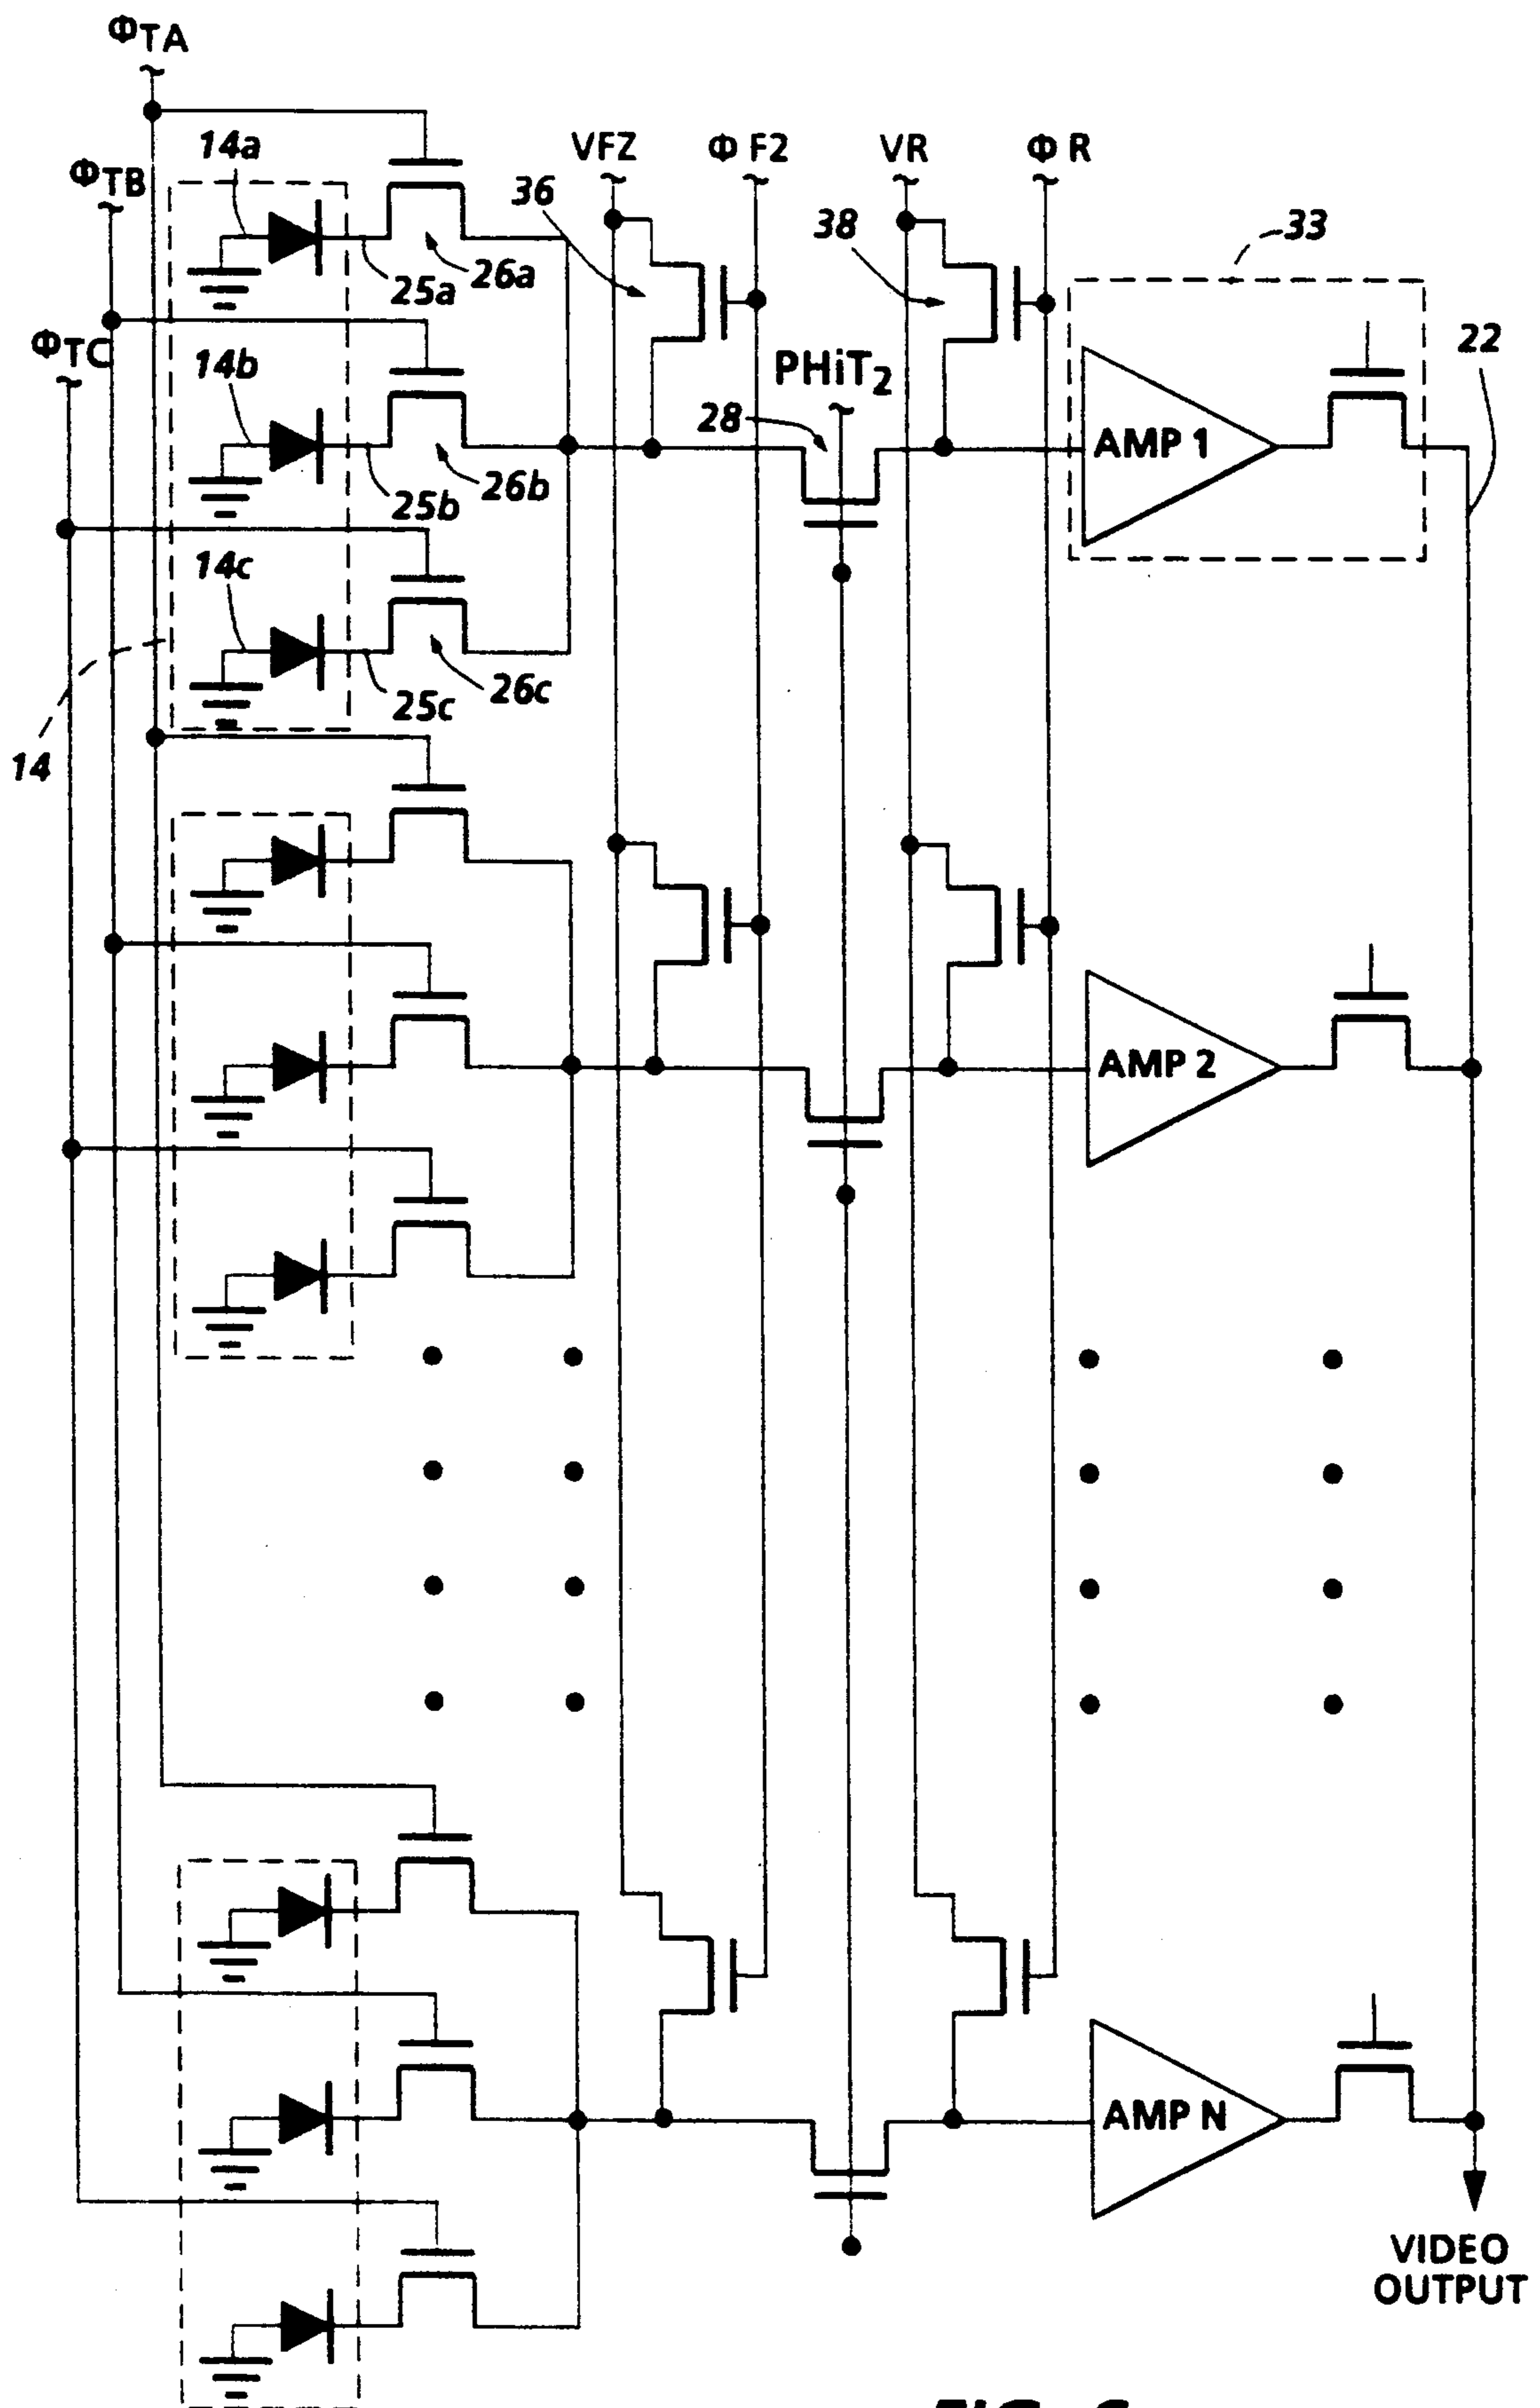 ΦTA
14a
VFZ
Φ F2
VR
Φ R
ΦTB
36
38
33
26a
25a
ΦTC
14b
PHiT2
22
28
AMP 1
26b
25b
14c
26c
25c
14
AMP 2
AMP N
VIDEO
OUTPUT